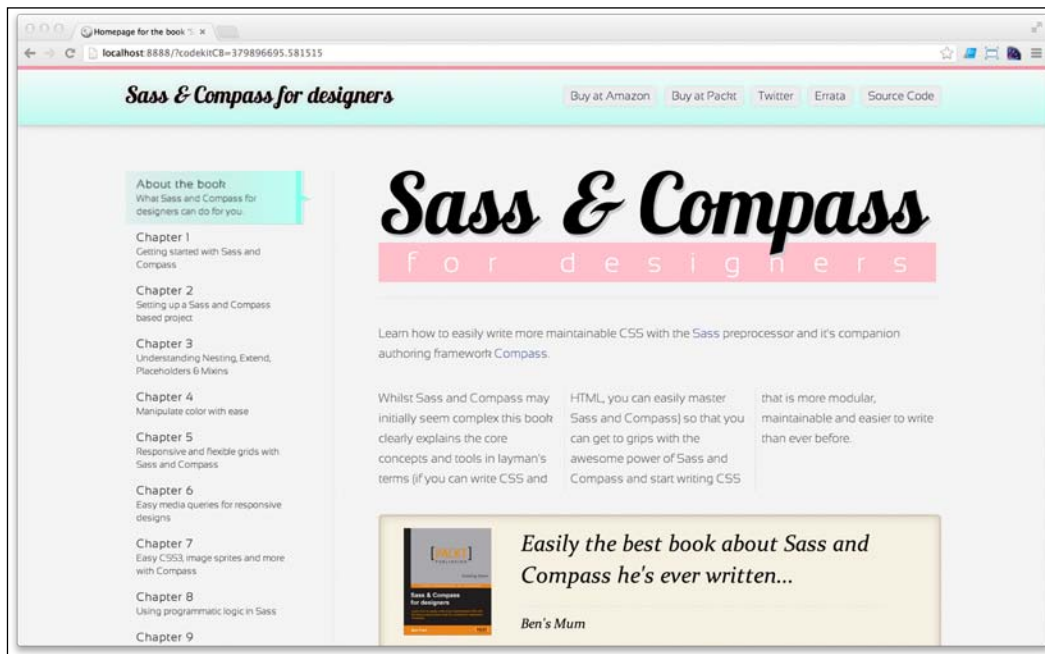 Homepage for the book "S
localhost:8888/?codekitCB=379896695.581515
Sass & Compass for designers
Buy at Amazon
Buy at Packt
Twitter
Errata
Source Code
About the book
What Sass and Compass for
designers can do for you.
Chapter 1
Getting started with Sass and
Compass
Chapter 2
Setting up a Sass and Compass
based project
Chapter 3
Understanding Nesting, Extend,
Placeholders & Mixins
Chapter 4
Manipulate color with ease
Chapter 5
Responsive and flexible grids with
Sass and Compass
Chapter 6
Easy media queries for responsive
designs
Chapter 7
Easy CSS3, image sprites and more
with Compass
Chapter 8
Using programmatic logic in Sass
Chapter 9
Sass & Compass
for designers
Learn how to easily write more maintainable CSS with the Sass preprocessor and it's companion
authoring framework Compass.
Whilst Sass and Compass may
initially seem complex this book
clearly explains the core
concepts and tools in layman's
terms (if you can write CSS and
HTML, you can easily master
Sass and Compass) so that you
can get to grips with the
awesome power of Sass and
Compass and start writing CSS
that is more modular,
maintainable and easier to write
than ever before.
[PACKT]
PUBLISHING
Sass & Compass
for designers
Easily the best book about Sass and
Compass he's ever written...
Ben's Mum